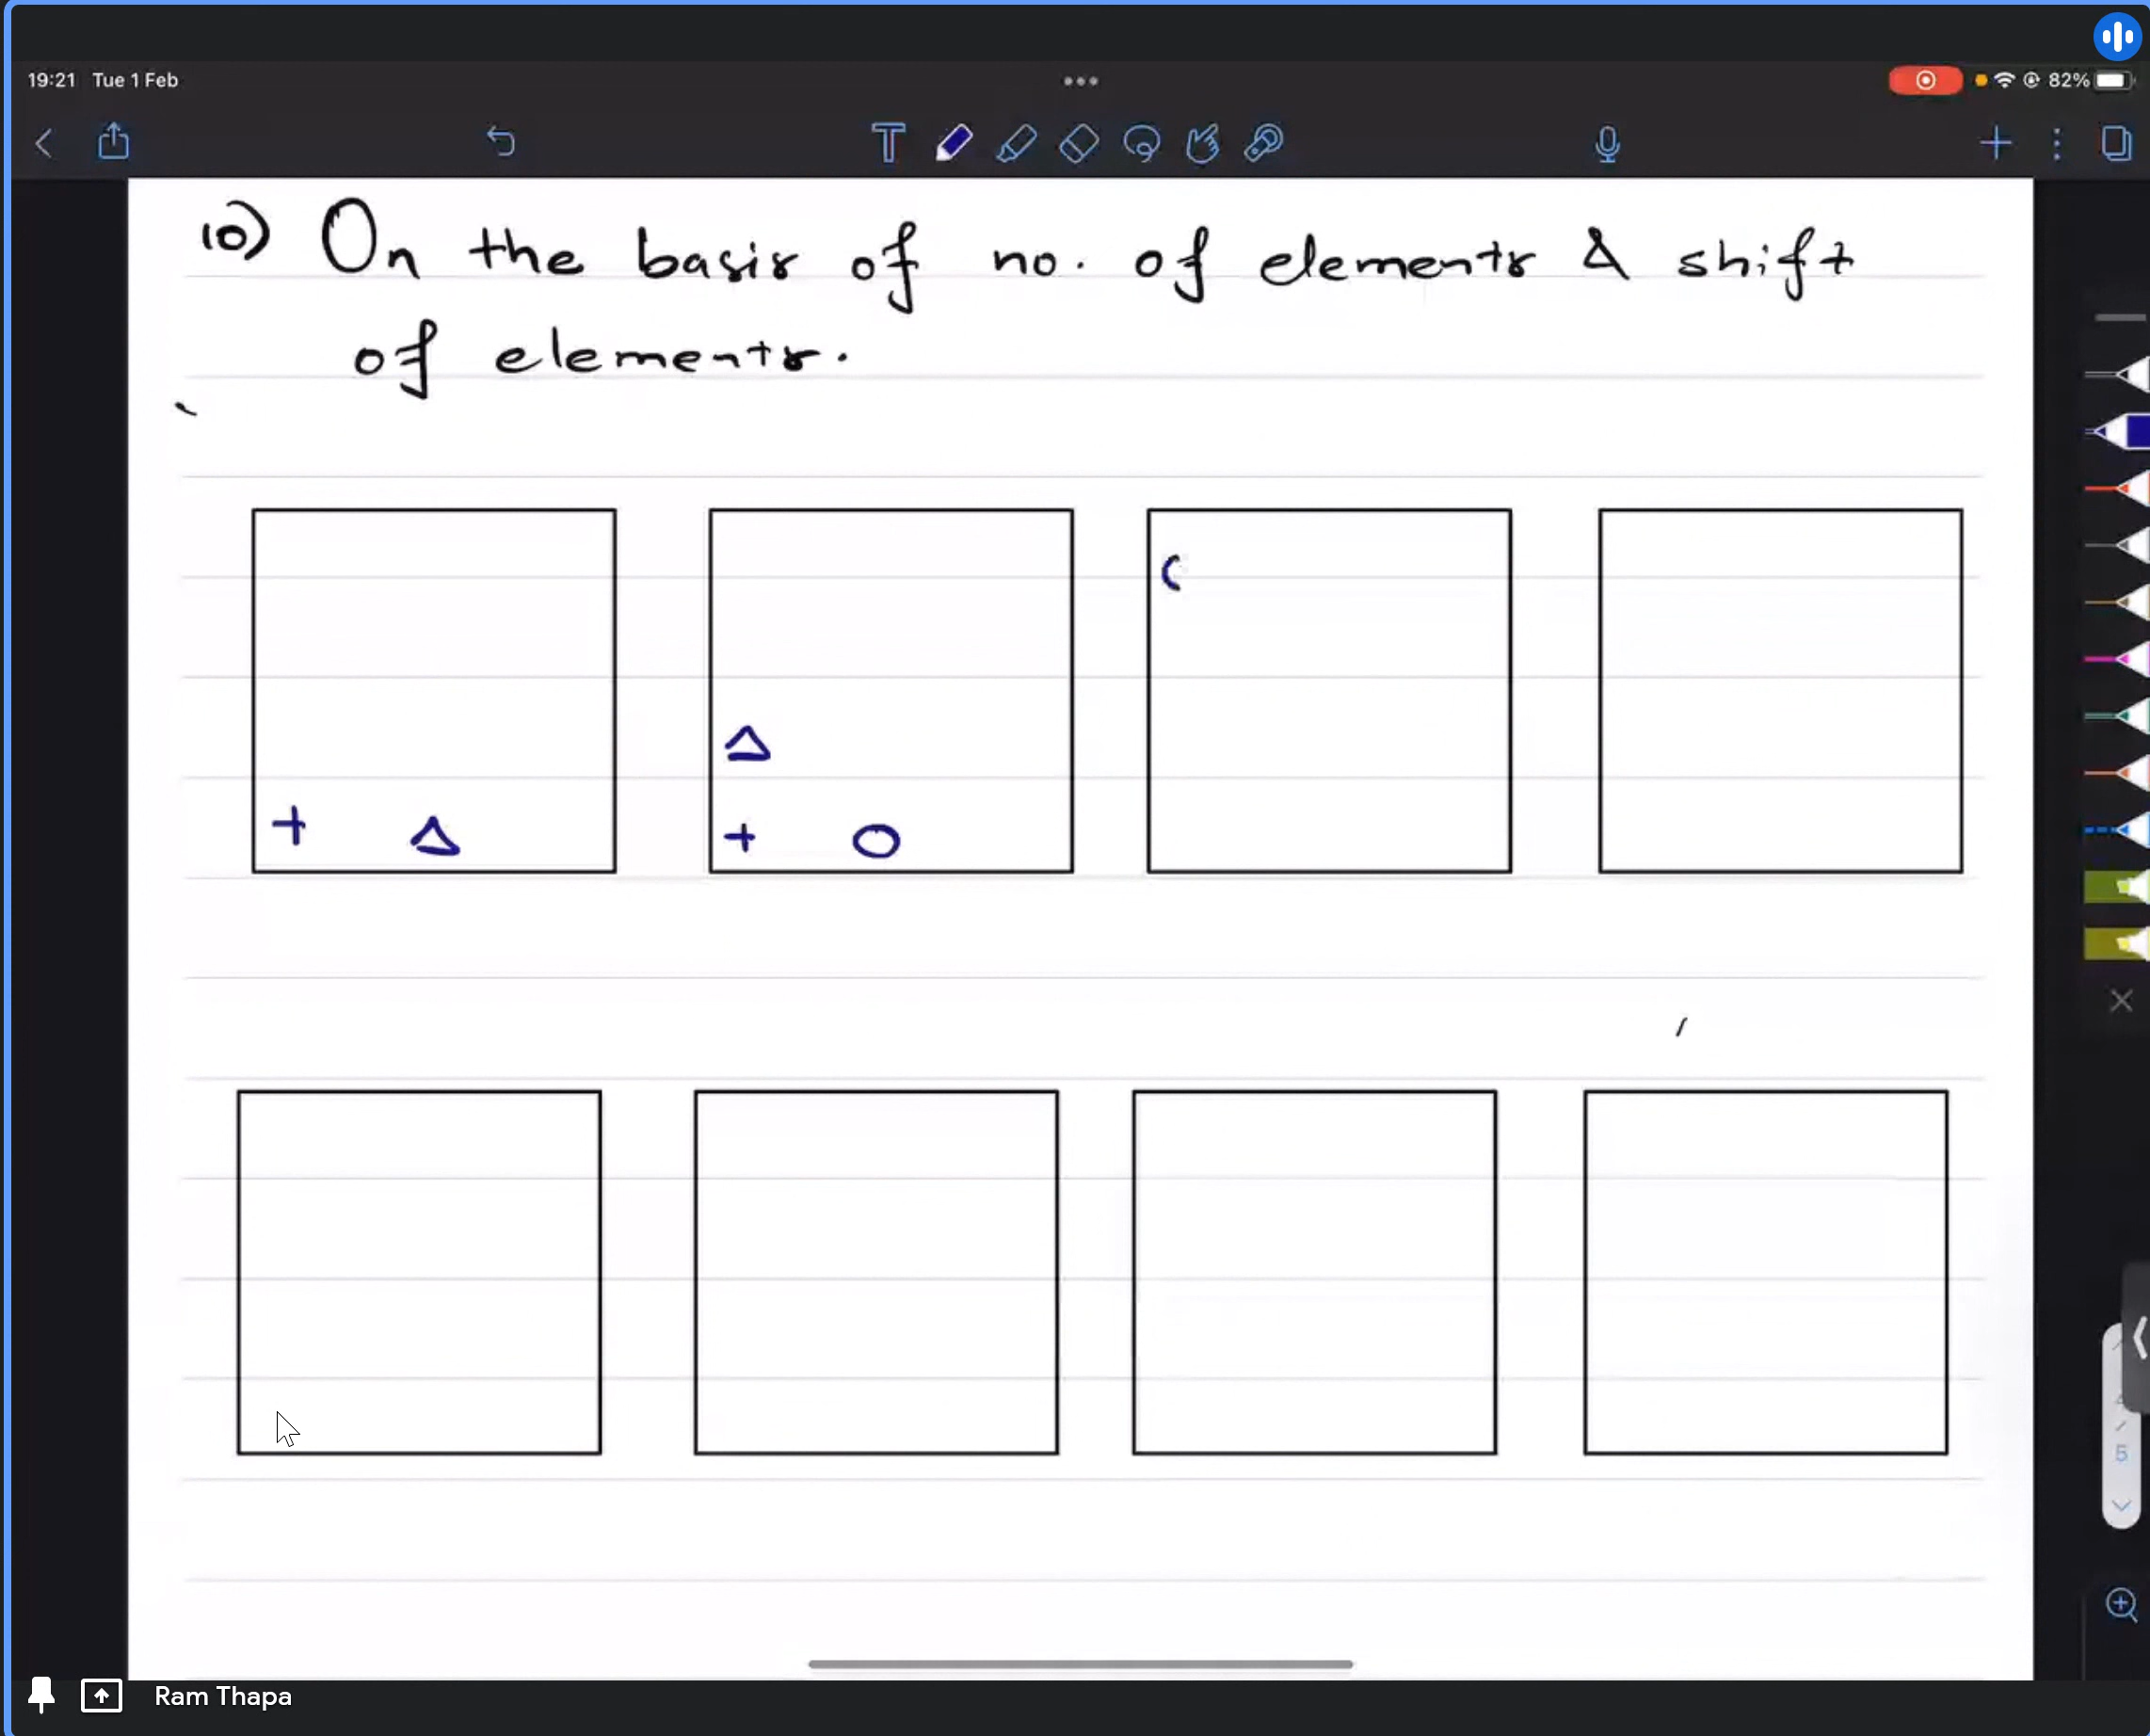 19:21 Tue 1 Feb 82%
10) On the basis of no. of elements & shift
of elements.
5
Ram Thapa